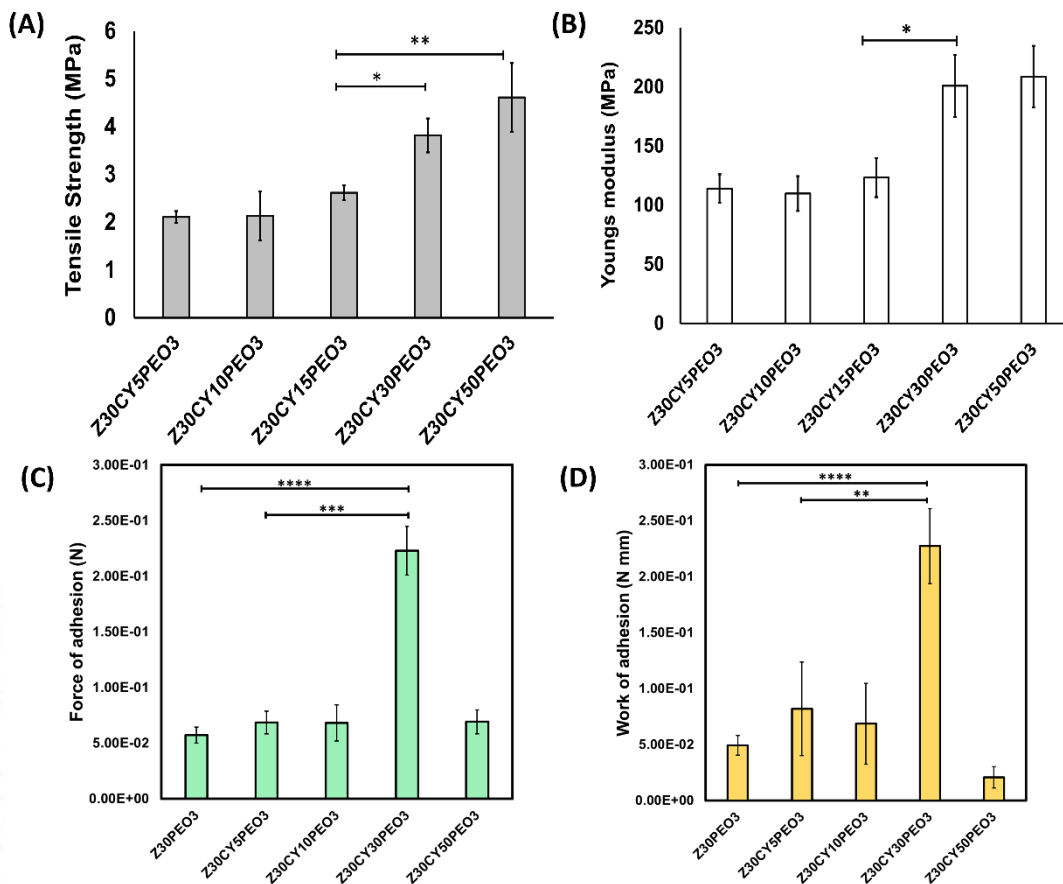 (A)
Tensile Strength (MPa)
6
5
4
3
2
1
0
**
*
Z30CY5PEO3
Z30CY10PEO3
Z30CY15PEO3
Z30CY30PEO3
Z30CY50PEO3
(B)
Youngs modulus (MPa)
250
200
150
100
50
0
*
Z30CY5PEO3
Z30CY10PEO3
Z30CY15PEO3
Z30CY30PEO3
Z30CY50PEO3
(C)
Force of adhesion (N)
3.00E-01
2.50E-01
2.00E-01
1.50E-01
1.00E-01
5.00E-02
0.00E+00
****
***
Z30PEO3
Z30CY5PEO3
Z30CY10PEO3
Z30CY30PEO3
Z30CY50PEO3
(D)
Work of adhesion (N mm)
3.00E-01
2.50E-01
2.00E-01
1.50E-01
1.00E-01
5.00E-02
0.00E+00
****
**
Z30PEO3
Z30CY5PEO3
Z30CY10PEO3
Z30CY30PEO3
Z30CY50PEO3